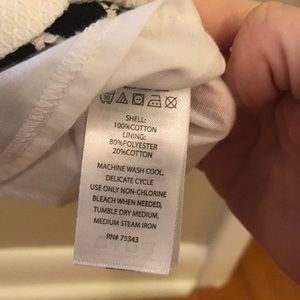 SHELL:
100%COTTON
LINING:
80%POLYESTER
20%COTTON
MACHINE WASH COOL,
DELICATE CYCLE
USE ONLY NON-CHLORINE
BLEACH WHEN NEEDED,
TUMBLE DRY MEDIUM,
MEDIUM STEAM IRON
RN# 75343